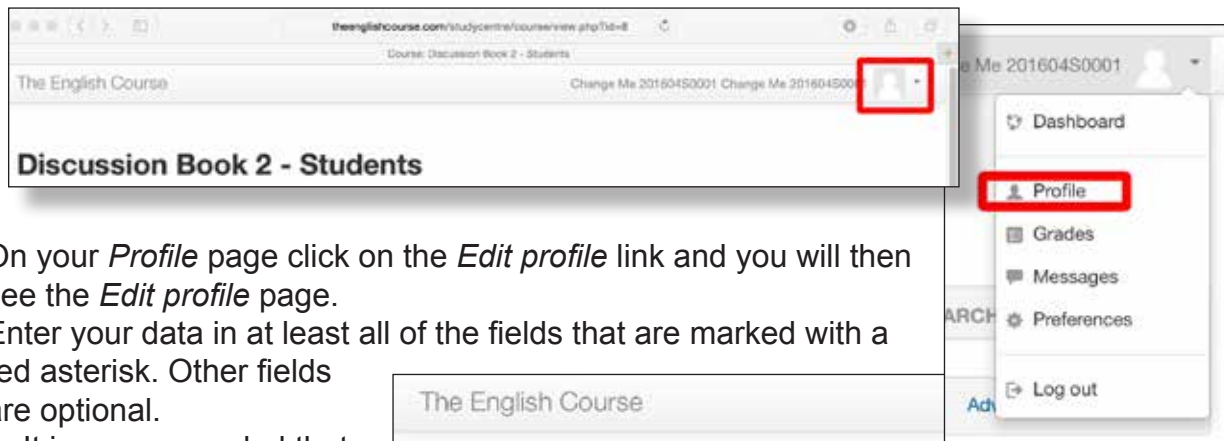 theenglishcourse.com/studycentre/course/view.php?id=8
Course: Discussion Book 2 - Students
The English Course
Change Me 201604S0001 Change Me 201604S000
Discussion Book 2 - Students
e Me 201604S0001
Dashboard
Profile
Grades
Messages
Preferences
Log out
ARCH
Adv
On your Profile page click on the Edit profile link and you will then
see the Edit profile page.
Enter your data in at least all of the fields that are marked with a
red asterisk. Other fields
are optional.
It is recommended that
The English Course